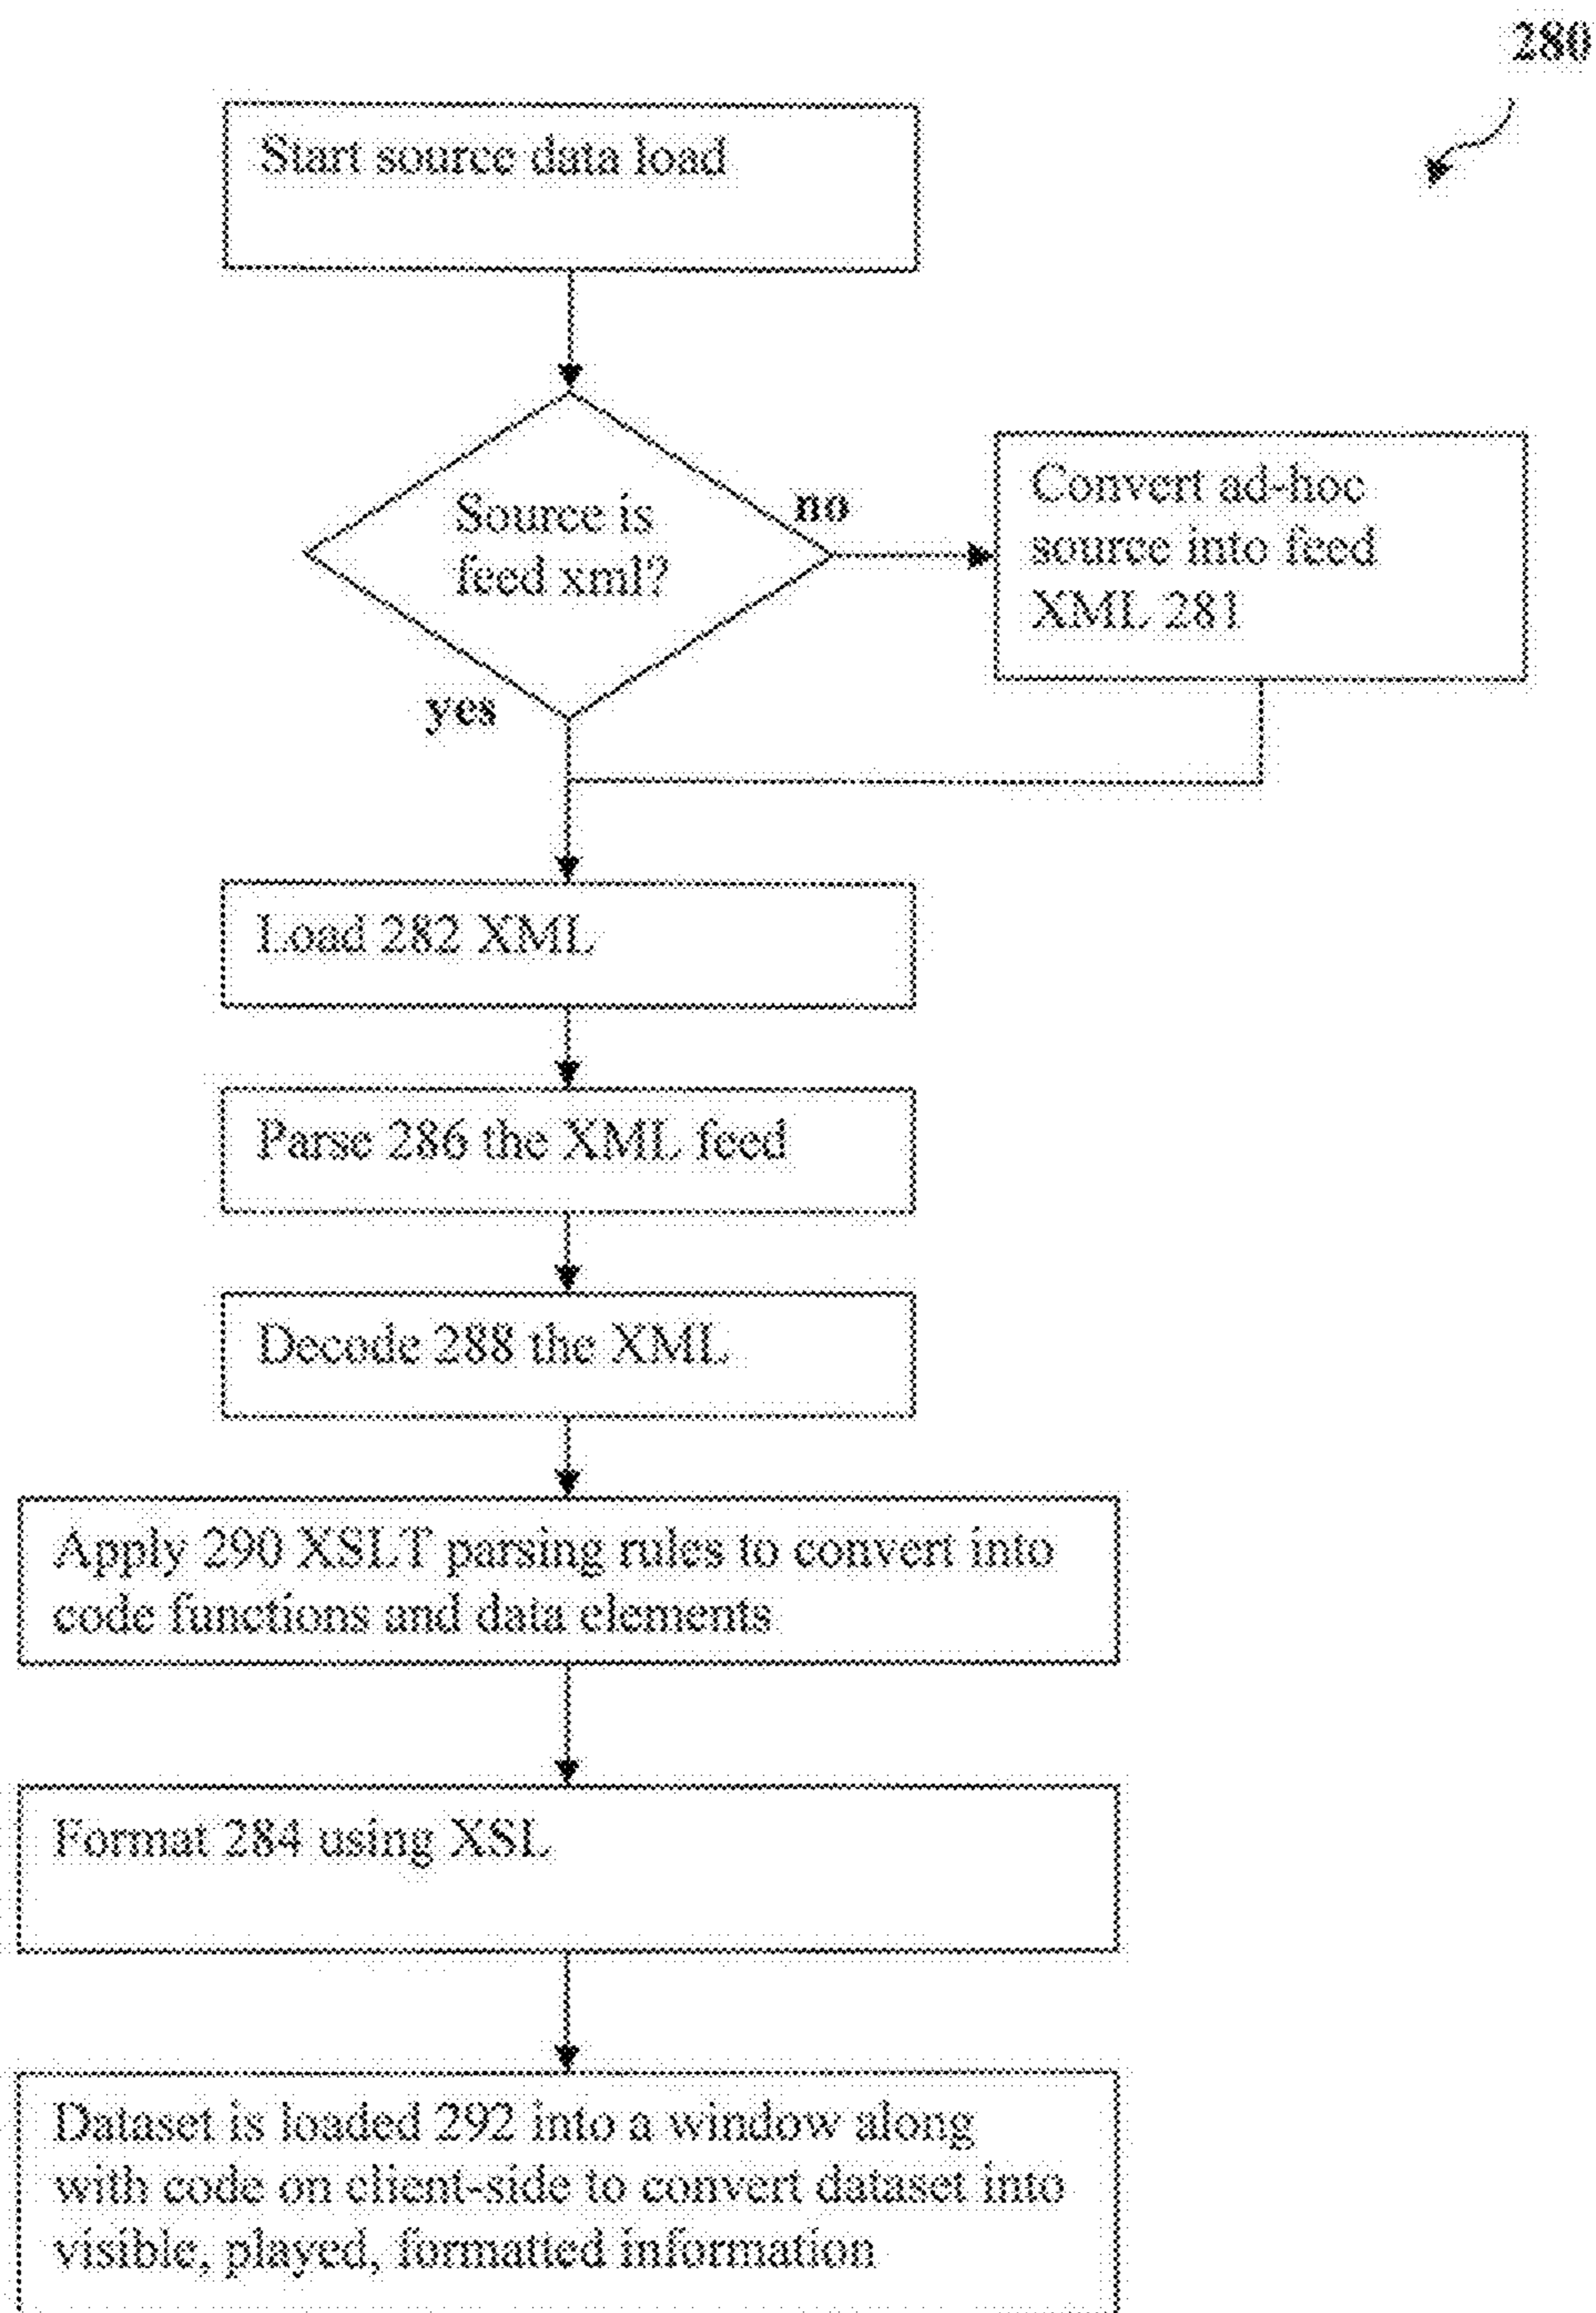 280
Start source data load
Source is
feed xml?
no
Convert ad-hoc
source into feed
XML 281
yes
Load 282 XML
Parse 286 the XML feed
Decode 288 the XML
Apply 290 XSLT parsing rules to convert into
code functions and data elements
Format 284 using XSL
Dataset is loaded 292 into a window along
with code on client-side to convert dataset into
visible, played, formatted information